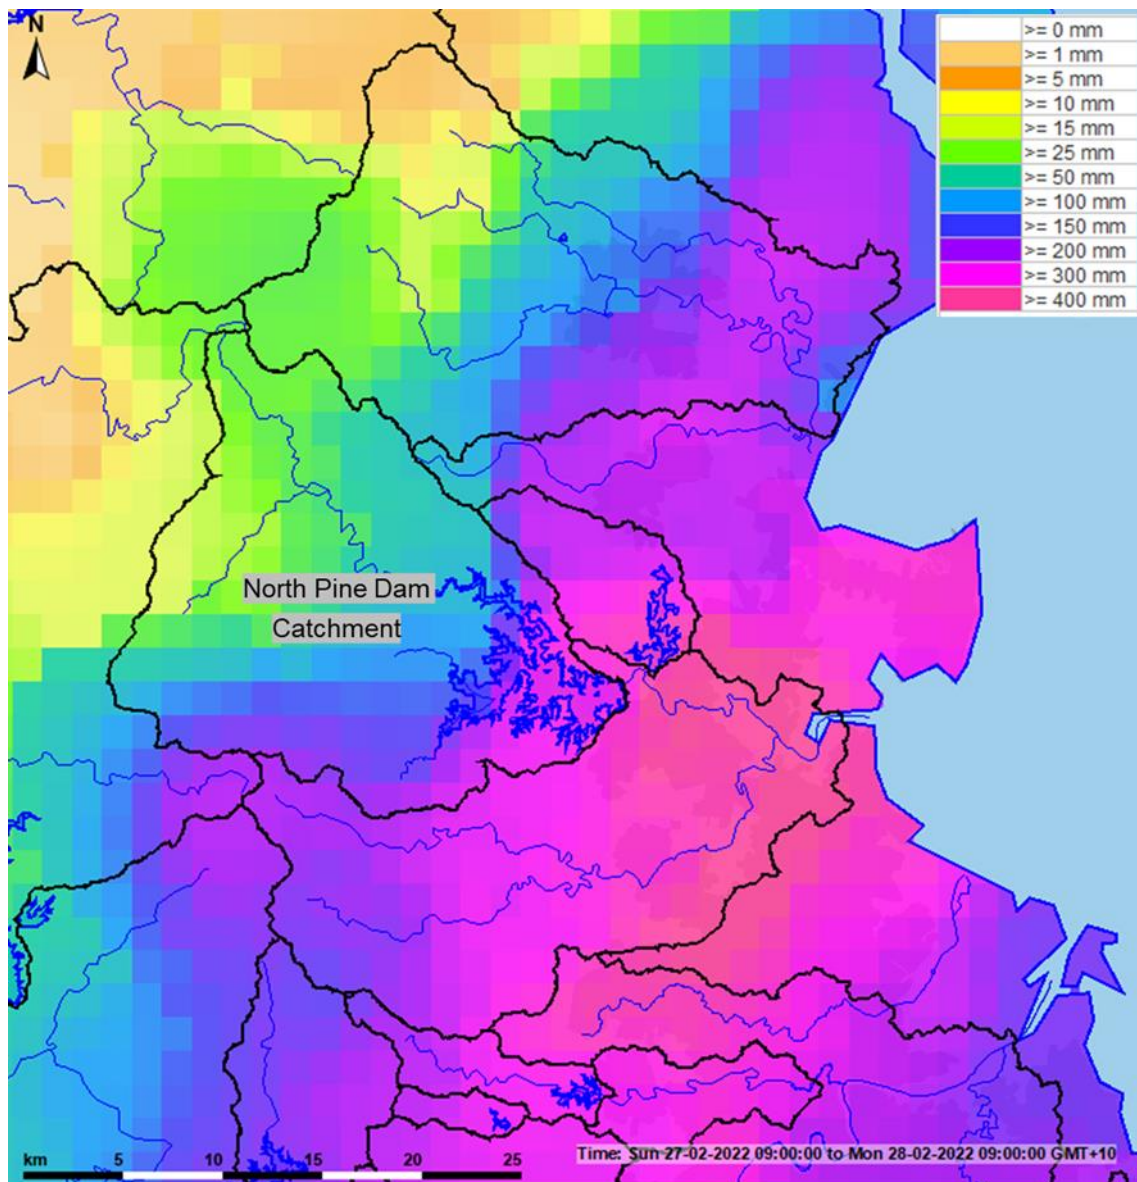 N
>= 0 mm
>= 1 mm
>= 5 mm
>= 10 mm
>= 15 mm
>= 25 mm
>= 50 mm
>= 100 mm
>= 150 mm
>= 200 mm
>= 300 mm
>= 400 mm
North Pine Dam
Catchment
km 5 10 15 20 25
Time: Sun 27-02-2022 09:00:00 to Mon 28-02-2022 09:00:00 GMT+10